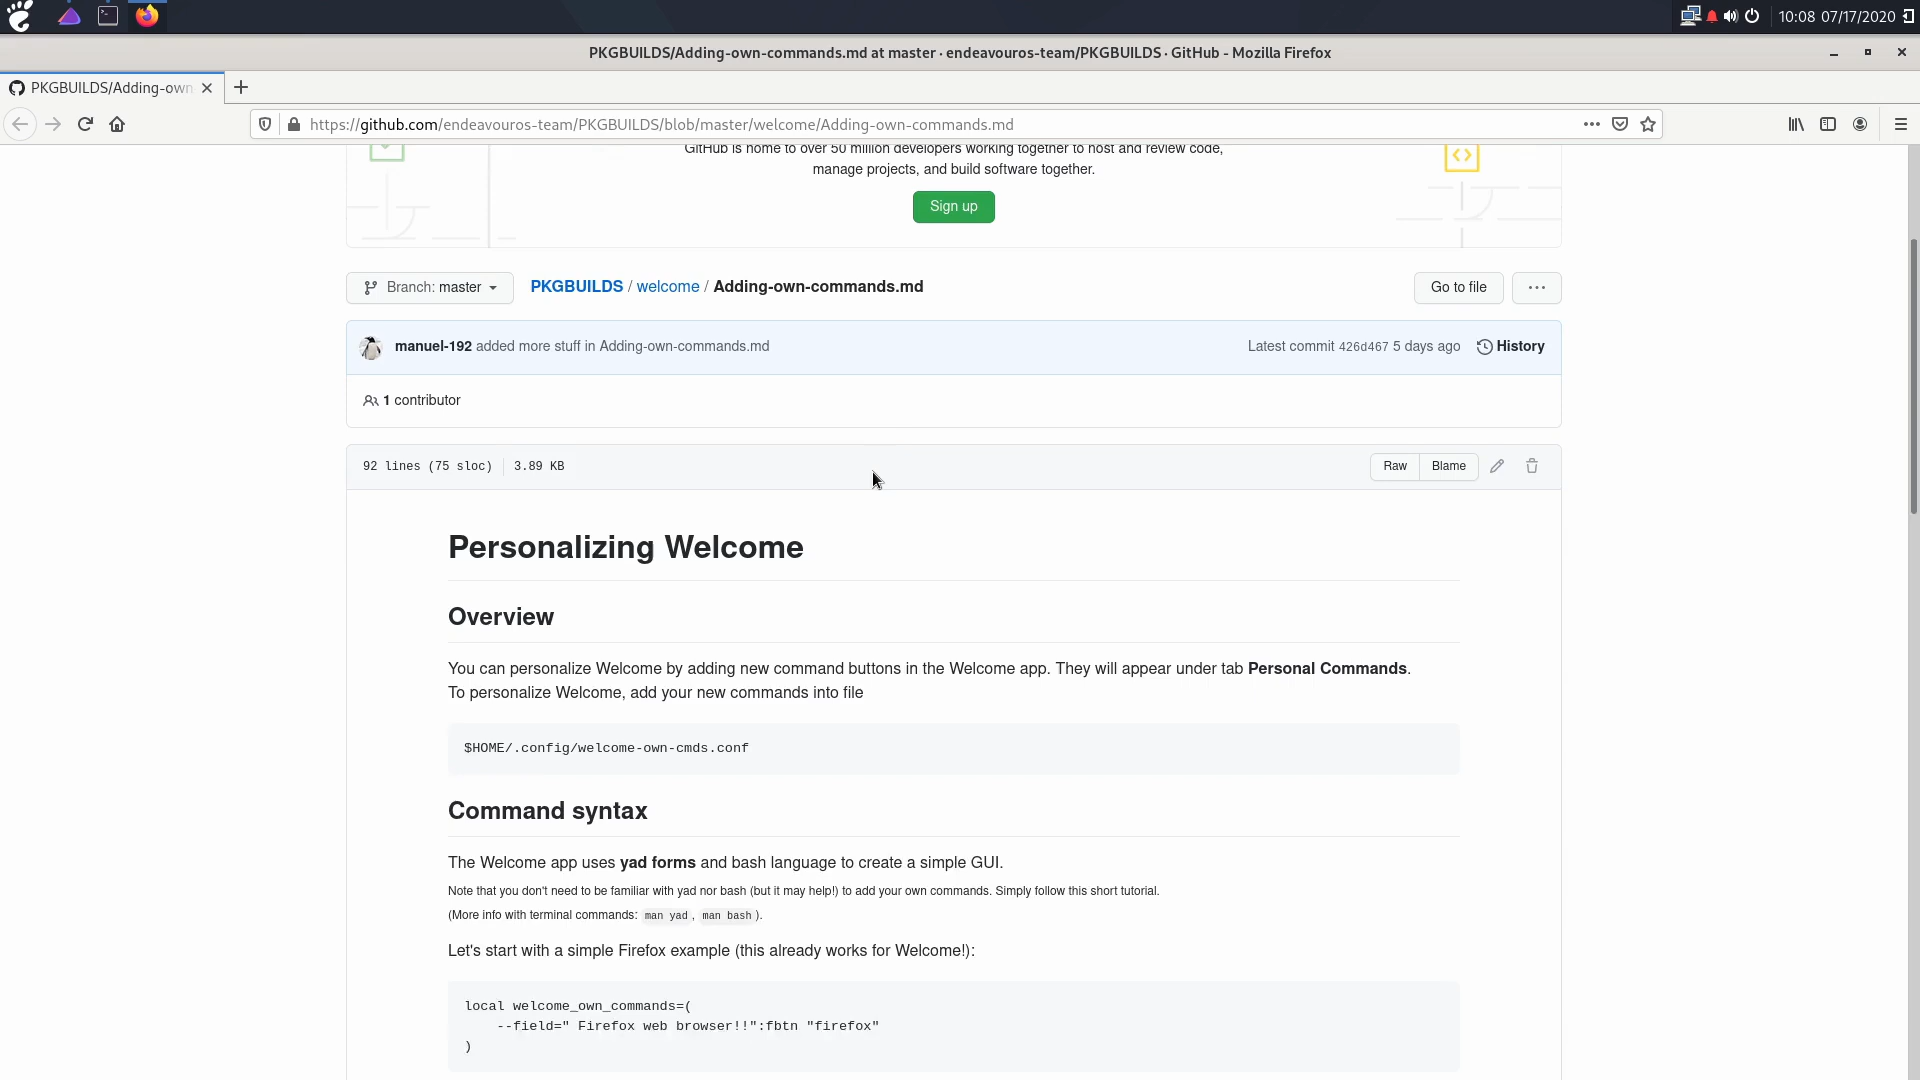 10:08 07/17/2020
PKGBUILDS/Adding-own-commands.md at master · endeavouros-team/PKGBUILDS · GitHub - Mozilla Firefox
PKGBUILDS/Adding-own
https://github.com/endeavouros-team/PKGBUILDS/blob/master/welcome/Adding-own-commands.md
GitHub is home to over 50 million developers working together to host and review code,
manage projects, and build software together.
Sign up
Branch: master
PKGBUILDS / welcome / Adding-own-commands.md
Go to file
manuel-192 added more stuff in Adding-own-commands.md
Latest commit 426d467 5 days ago
History
1 contributor
92 lines (75 sloc)
3.89 KB
Raw
Blame
Personalizing Welcome
Overview
You can personalize Welcome by adding new command buttons in the Welcome app. They will appear under tab Personal Commands.
To personalize Welcome, add your new commands into file
$HOME/.config/welcome-own-cmds.conf
Command syntax
The Welcome app uses yad forms and bash language to create a simple GUI.
Note that you don't need to be familiar with yad nor bash (but it may help!) to add your own commands. Simply follow this short tutorial.
(More info with terminal commands: man yad, man bash).
Let's start with a simple Firefox example (this already works for Welcome!):
local welcome_own_commands=(
    --field=" Firefox web browser!!":fbtn "firefox"
)